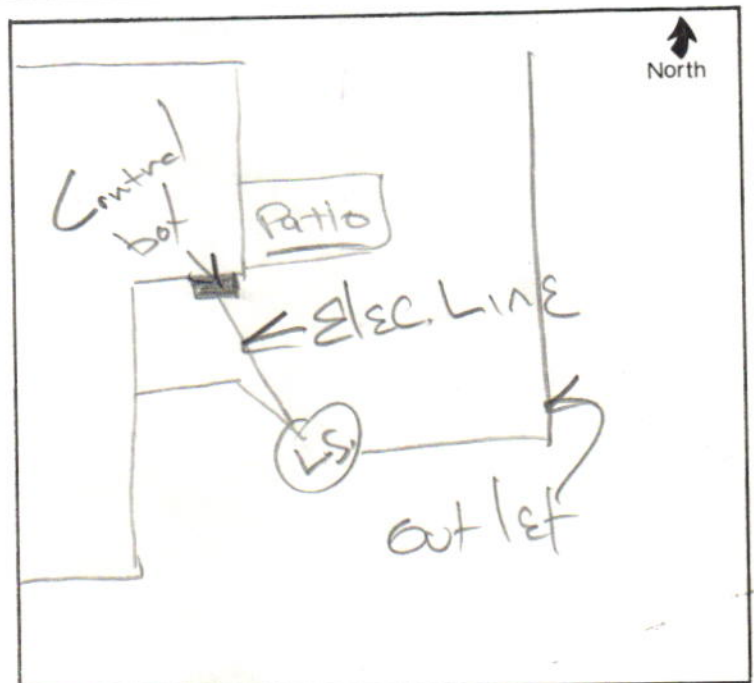 North
Control
box
Patio
Elec. Line
L.S.
Outlet